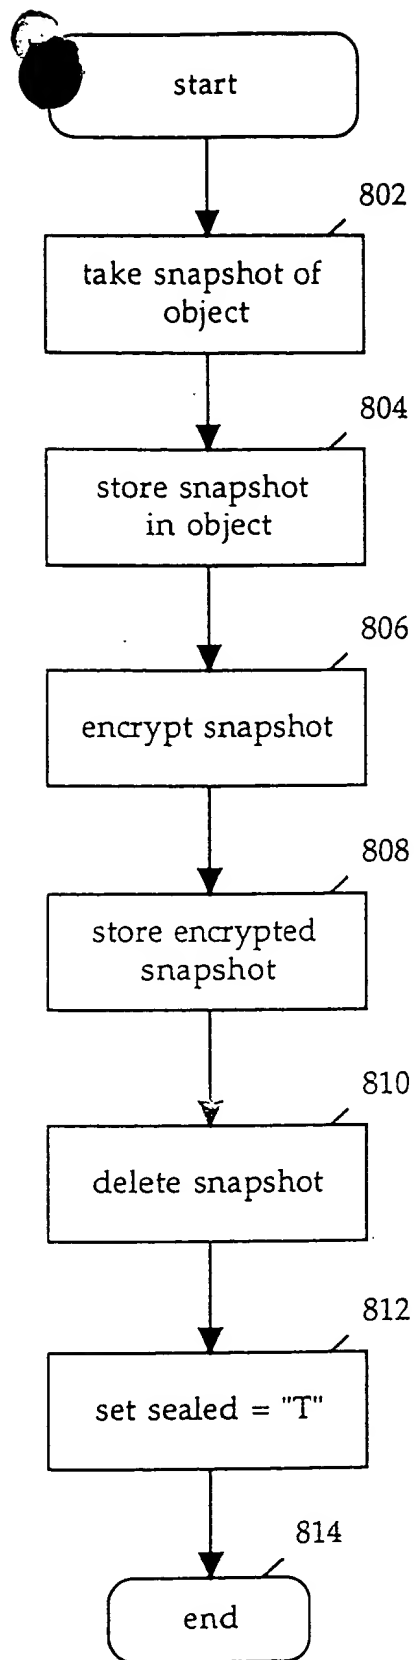 start
802
take snapshot of
object
804
store snapshot
in object
806
encrypt snapshot
808
store encrypted
snapshot
810
delete snapshot
812
set sealed = "T"
814
end